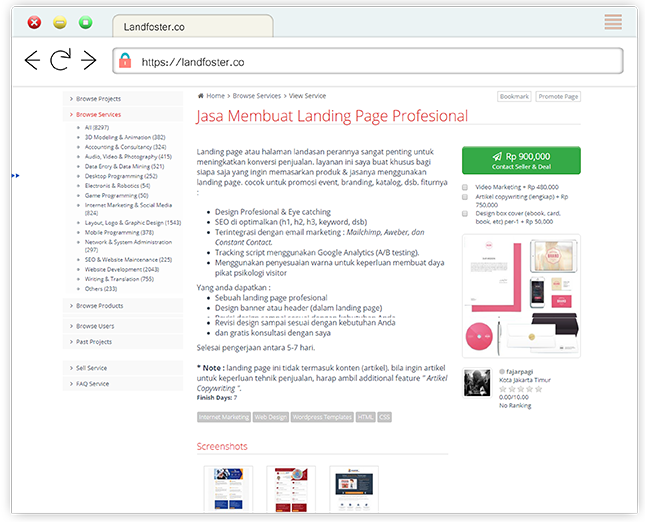 Landfoster.co
https://landfoster.co
Browse Projects
Browse Services
All (8297)
3D Modeling & Animation (382)
Accounting & Consultancy (324)
Audio, Video & Photography (415)
Data Entry & Data Mining (321)
Desktop Programming (252)
Electronic & Robotics (54)
Game Programming (30)
Internet Marketing & Social Media
(824)
Layout, Logo & Graphic Design (1543)
Mobile Programming (378)
Network & System Administration
(297)
SEO & Website Maintenance (225)
Website Development (2043)
Writing & Translation (755)
Others (233)
Browse Products
Browse Users
Past Projects
Sell Service
FAQ Service
Home > Browse Services > View Service
Bookmark
Promote Page
Jasa Membuat Landing Page Profesional
Landing page atau halaman landasan perannya sangat penting untuk
meningkatkan konversi penjualan. layanan ini saya buat khusus bagi
siapa saja yang ingin memasarkan produk & jasanya menggunakan
landing page. cocok untuk promosi event, branding, katalog, dsb. fiturnya
:
Design Profesional & Eye catching
SEO di optimalkan (h1, h2, h3, keyword, dsb)
Terintegrasi dengan email marketing : Mailchimp, Aweber, dan
Constant Contact.
Tracking script menggunakan Google Analytics (A/B testing).
Menggunakan penyesuaian warna untuk keperluan membuat daya
pikat psikologi visitor
Yang anda dapatkan :
Sebuah landing page profesional
Design banner atau header (dalam landing page)
Revisi design sampai sesuai dengan kebutuhan Anda
Revisi design sampai sesuai dengan kebutuhan Anda
dan gratis konsultasi dengan saya
Selesai pengerjaan antara 5-7 hari.
* Note : landing page ini tidak termasuk konten (artikel). bila ingin artikel
untuk keperluan tehnik penjualan, harap ambil additional feature " Artikel
Copywriting ".
Finish Days: 7
Internet Marketing
Web Design
Wordpress Templates
HTML
CSS
Screenshots
Rp 900,000
Contact Seller & Deal
Video Marketing + Rp 480,000
Artikel copywriting (lengkap) + Rp
750,000
Design box cover (ebook, card,
book, etc) per-1 + Rp 50,000
fajarpagi
Kota Jakarta Timur
0.00/10.00
No Ranking